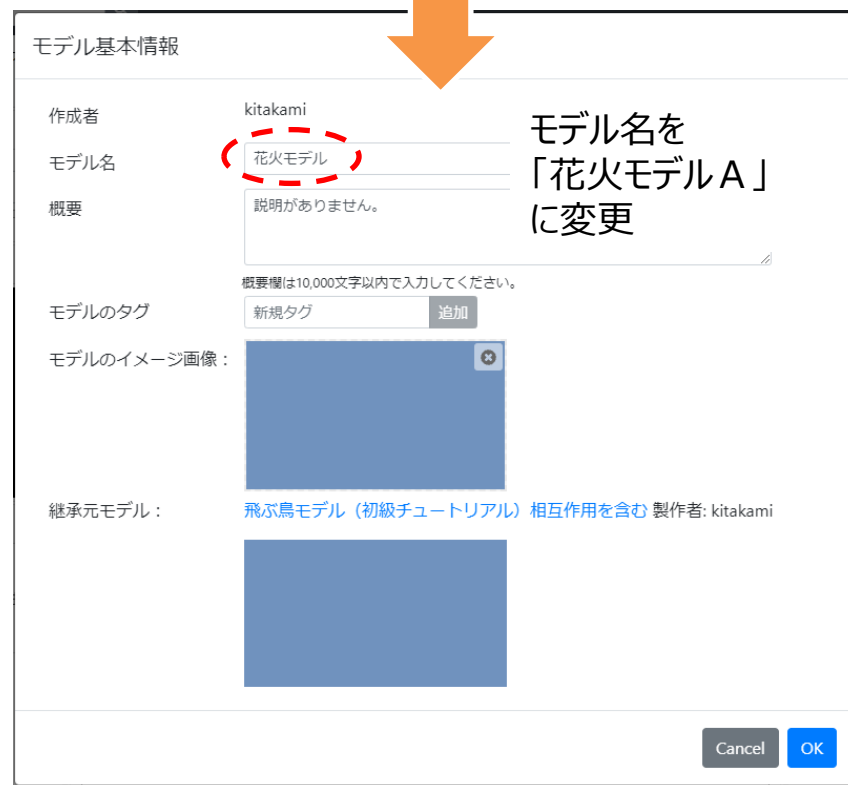 モデル基本情報
作成者
kitakami
モデル名
花火モデル
モデル名を
「花火モデルA」
に変更
概要
説明がありません。
概要欄は10,000文字以内で入力してください。
モデルのタグ
新規タグ
追加
モデルのイメージ画像：
継承元モデル：
飛ぶ鳥モデル（初級チュートリアル）相互作用を含む 製作者: kitakami
Cancel
OK